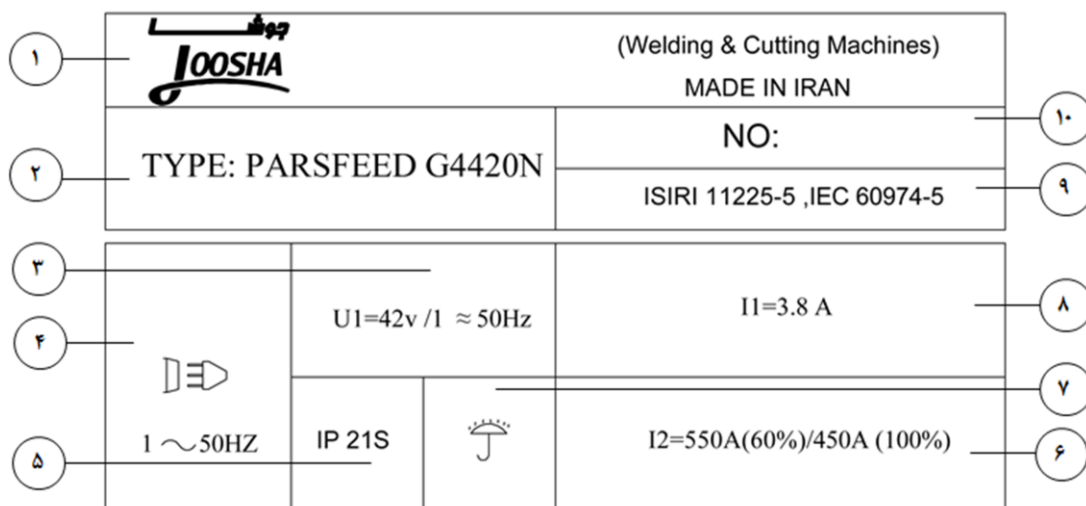 ۱
جوشا
JOOSHA
(Welding & Cutting Machines)
MADE IN IRAN
۲
TYPE: PARSFEED G4420N
NO:
۱۰
ISIRI 11225-5 ,IEC 60974-5
۹
۳
U1=42v /1 ≈ 50Hz
I1=3.8 A
۸
۴
1 ～50HZ
۷
۵
IP 21S
I2=550A(60%)/450A (100%)
۶